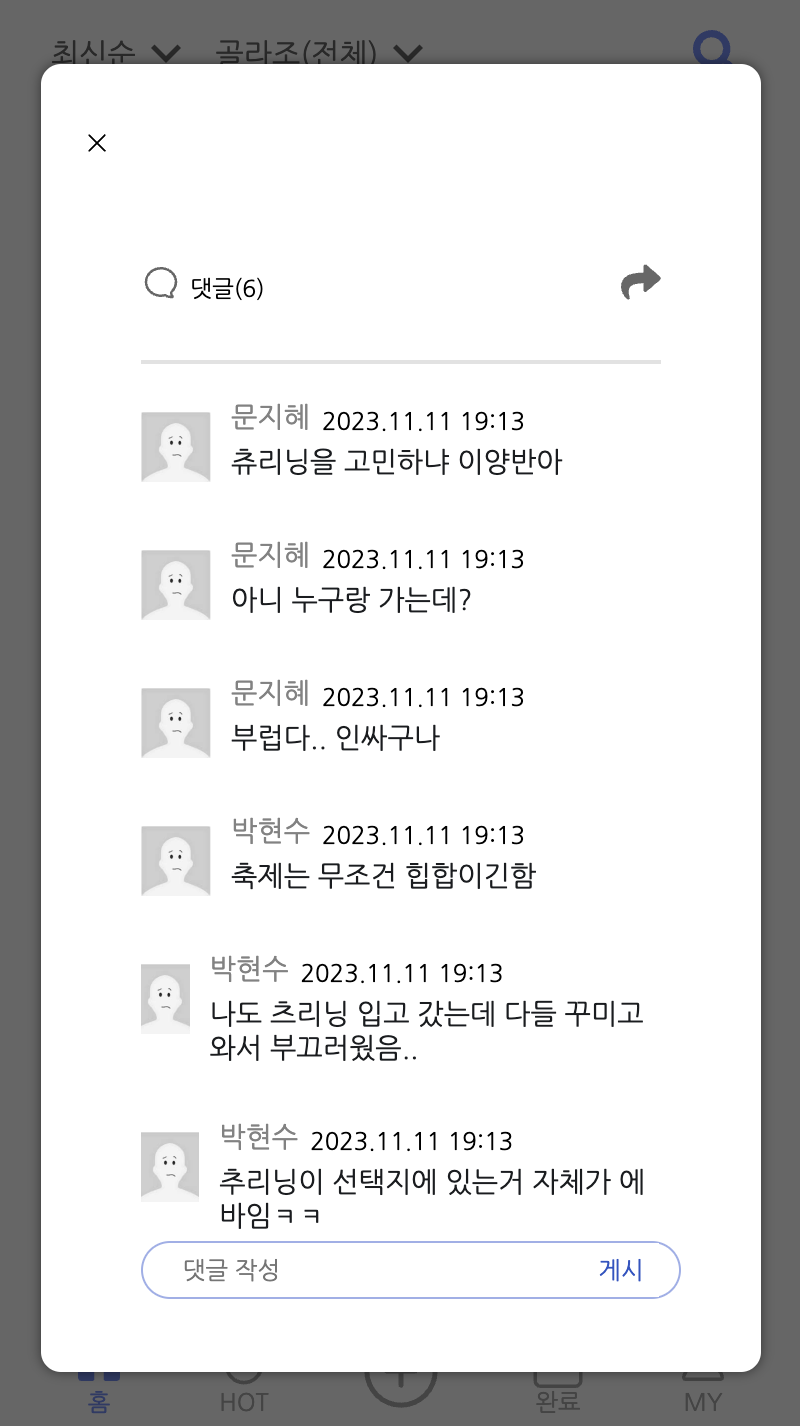 최신순 골라조(전체)
댓글(6)
문지혜 2023.11.11 19:13
츄리닝을 고민하냐 이양반아
문지혜 2023.11.11 19:13
아니 누구랑 가는데?
문지혜 2023.11.11 19:13
부럽다.. 인싸구나
박현수 2023.11.11 19:13
축제는 무조건 힙합이긴함
박현수 2023.11.11 19:13
나도 츠리닝 입고 갔는데 다들 꾸미고
와서 부끄러웠음..
박현수 2023.11.11 19:13
추리닝이 선택지에 있는거 자체가 에
바임ㅋㅋ
댓글 작성 게시
홈 HOT 완료 MY